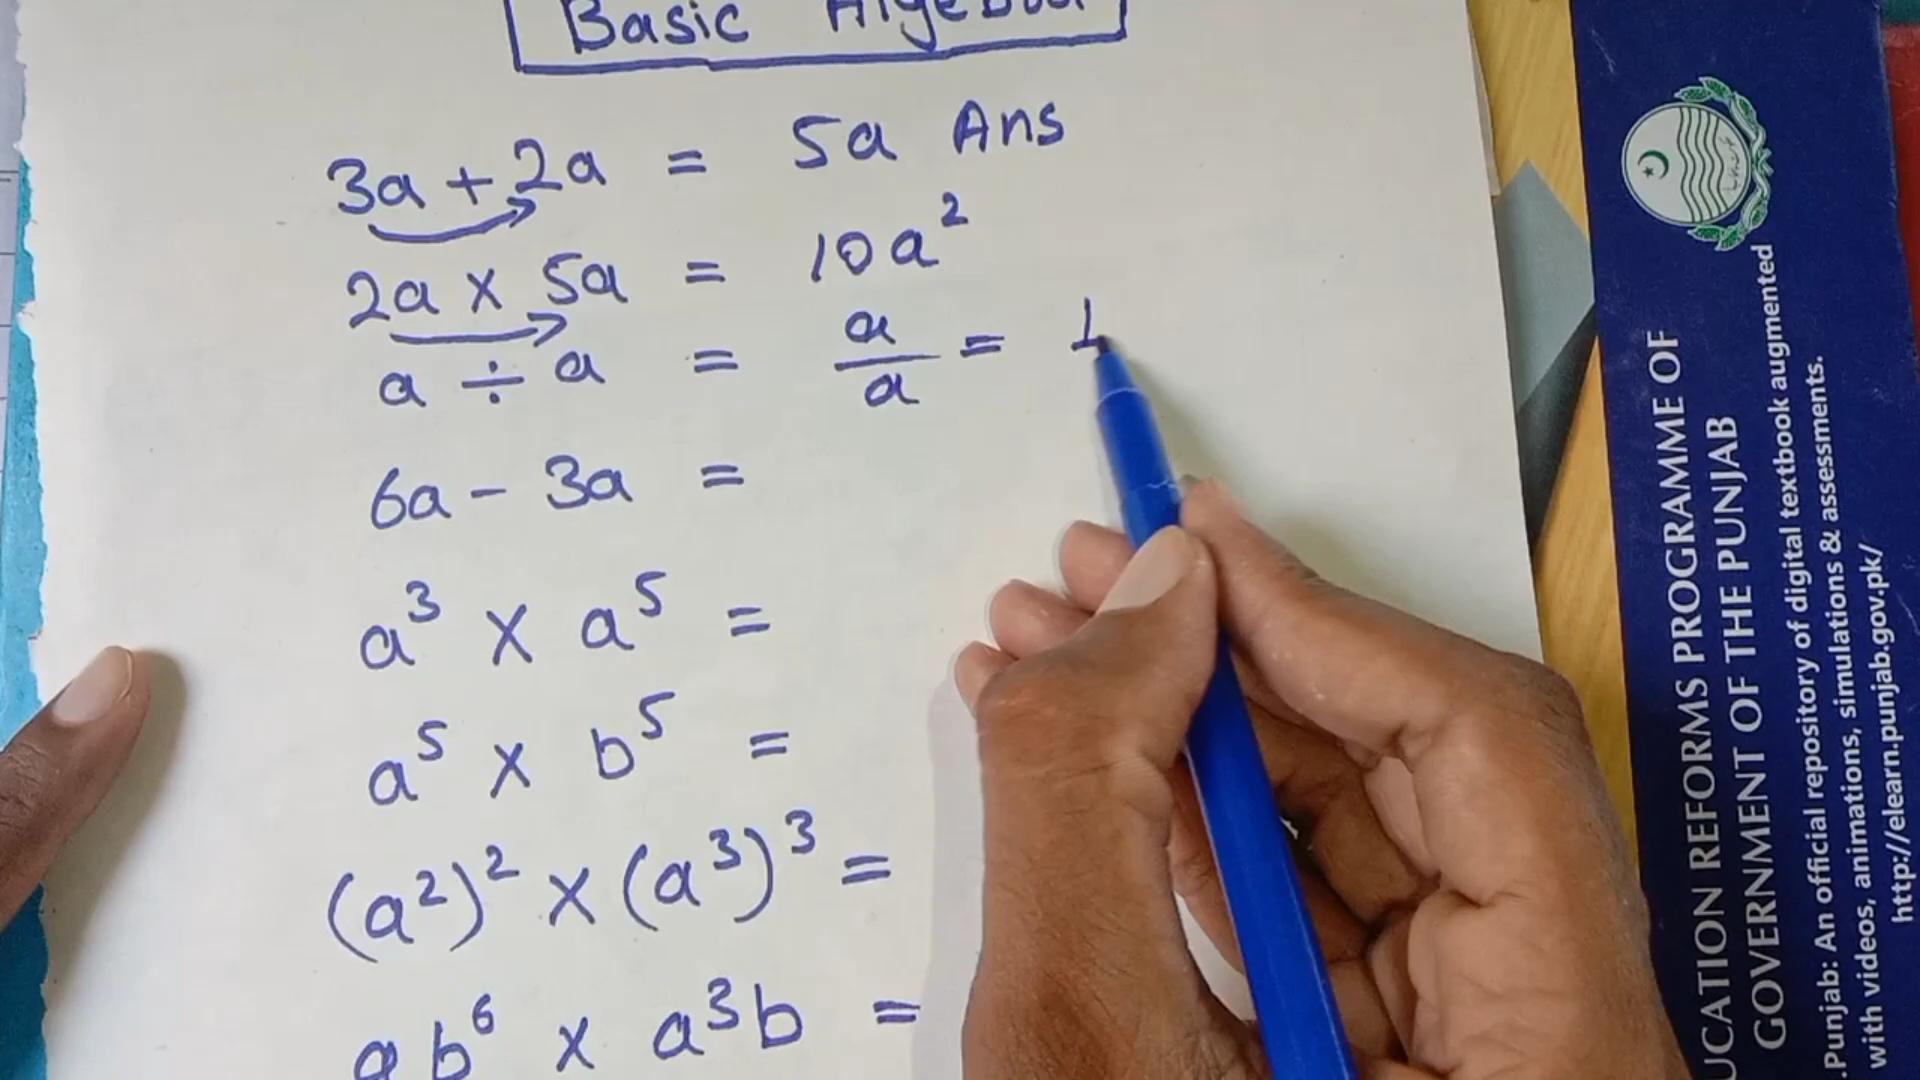 Basic Algebra
3a + 2a = 5a Ans
2a × 5a = 10a²
a ÷ a = a/a = 1
6a - 3a =
a³ × a⁵ =
a⁵ × b⁵ =
(a²)² × (a³)³ =
ab⁶ × a³b =
UCATION REFORMS PROGRAMME OF
GOVERNMENT OF THE PUNJAB
.Punjab: An official repository of digital textbook augmented
with videos, animations, simulations & assessments.
http://elearn.punjab.gov.pk/